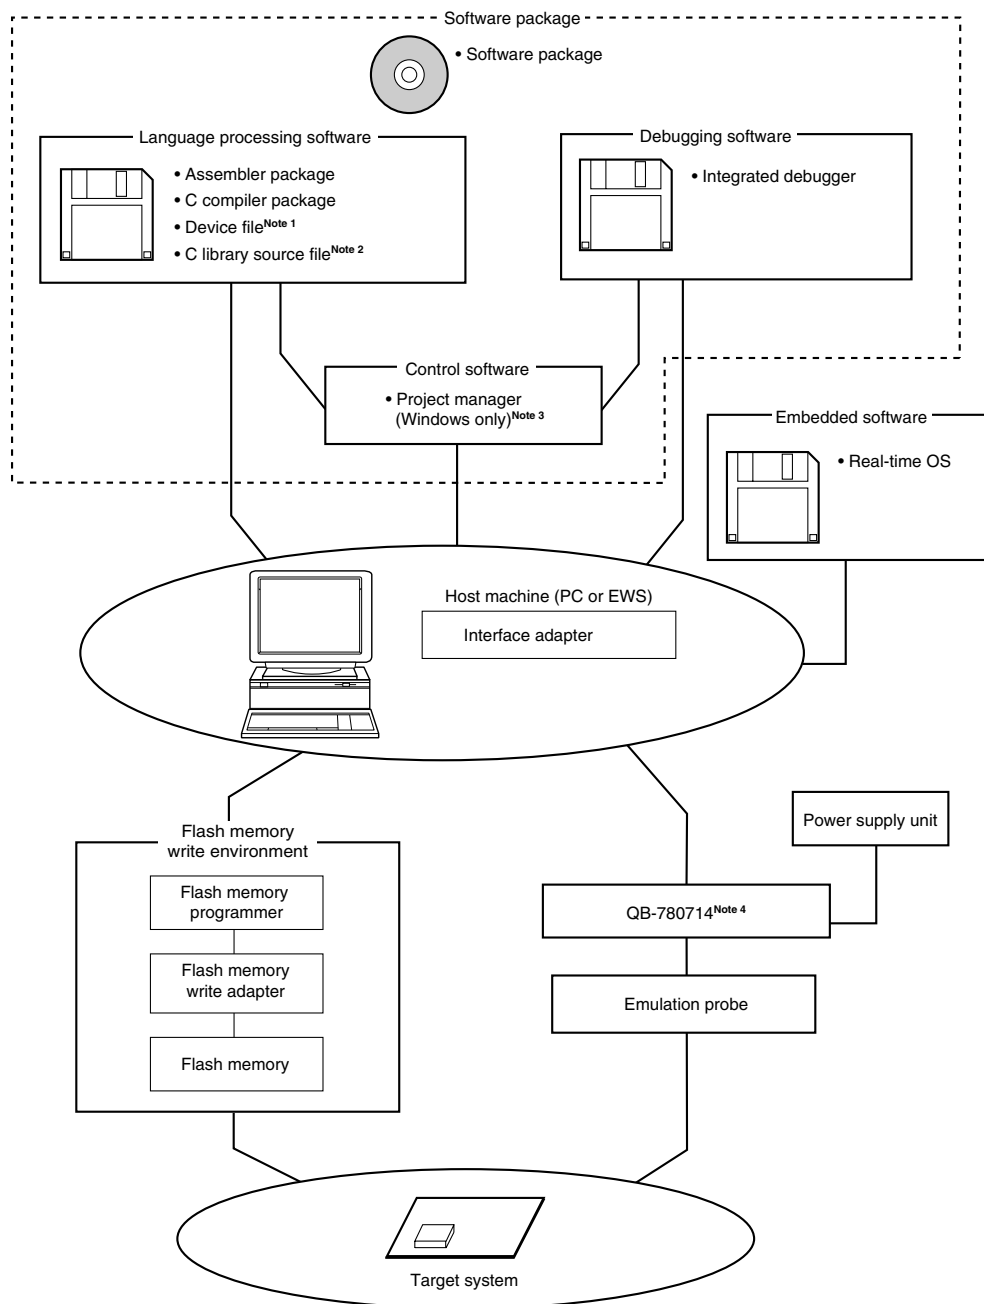 Software package
• Software package
Language processing software
• Assembler package
• C compiler package
• Device file Note 1
• C library source file Note 2
Debugging software
• Integrated debugger
Control software
• Project manager
(Windows only) Note 3
Embedded software
• Real-time OS
Host machine (PC or EWS)
Interface adapter
Flash memory
write environment
Flash memory
programmer
Flash memory
write adapter
Flash memory
Power supply unit
QB-780714 Note 4
Emulation probe
Target system